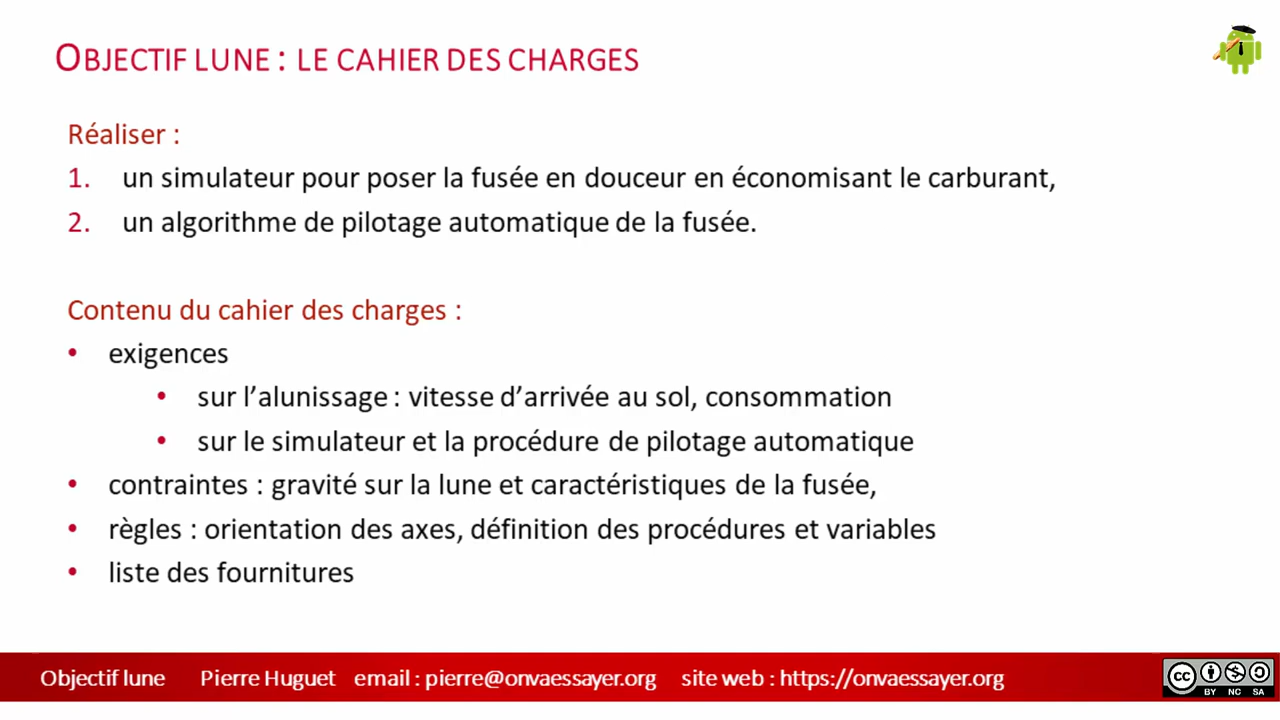 OBJECTIF LUNE : LE CAHIER DES CHARGES
Réaliser :
1. un simulateur pour poser la fusée en douceur en économisant le carburant,
2. un algorithme de pilotage automatique de la fusée.
Contenu du cahier des charges :
• exigences
• sur l’alunissage : vitesse d’arrivée au sol, consommation
• sur le simulateur et la procédure de pilotage automatique
• contraintes : gravité sur la lune et caractéristiques de la fusée,
• règles : orientation des axes, définition des procédures et variables
• liste des fournitures
Objectif lune Pierre Huguet email : pierre@onvaessayer.org site web : https://onvaessayer.org
cc BY NC SA